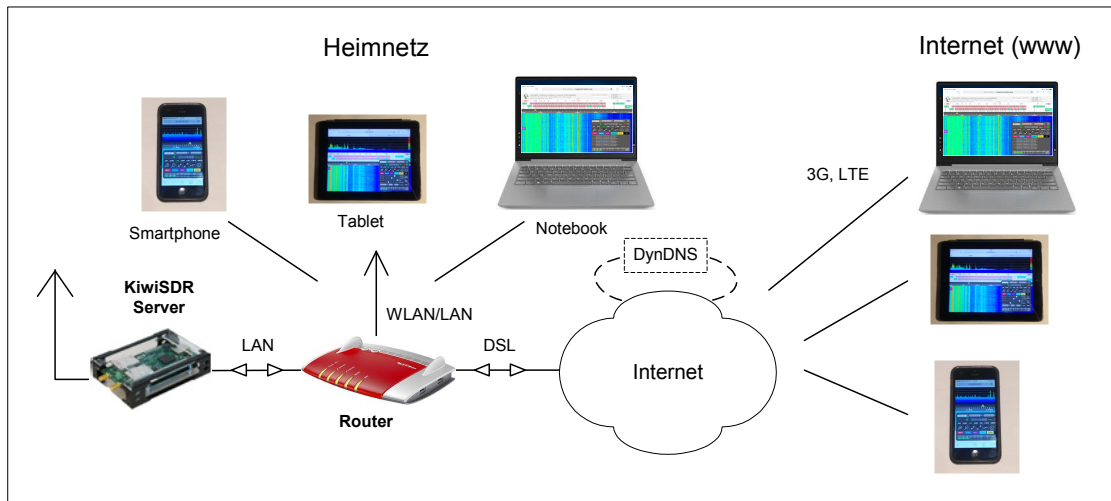 Heimnetz
Internet (www)
3G, LTE
Smartphone
Tablet
Notebook
DynDNS
KiwiSDR
Server
WLAN/LAN
LAN
DSL
Internet
Router